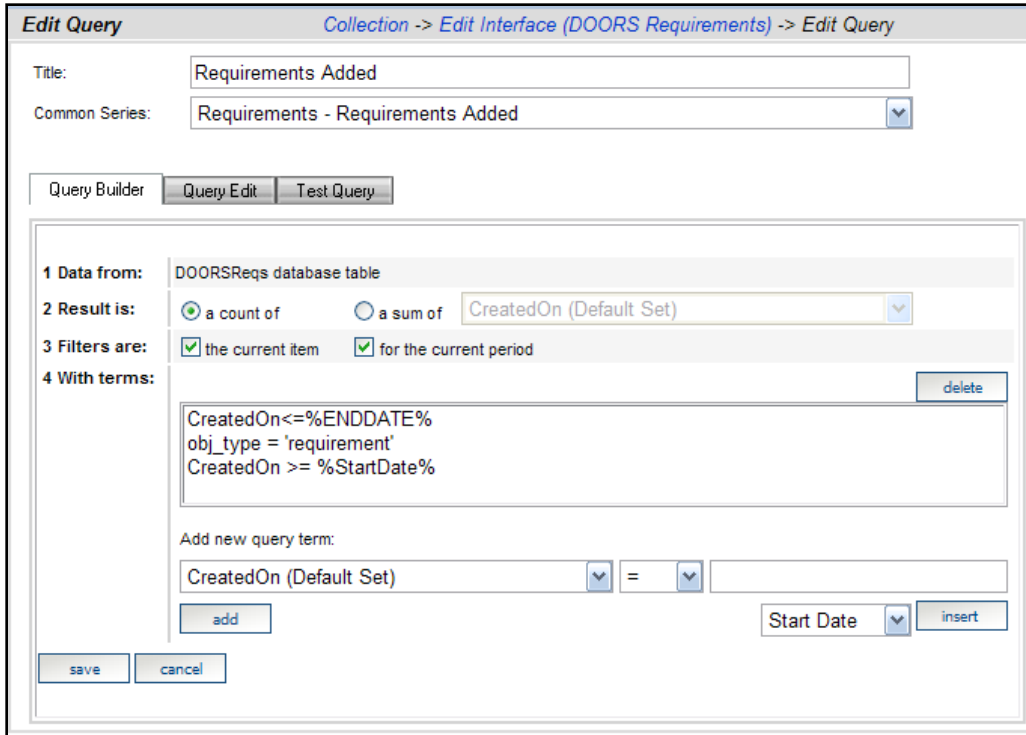 Edit Query Collection -> Edit Interface (DOORS Requirements) -> Edit Query
Title: Requirements Added
Common Series: Requirements - Requirements Added
Query Builder Query Edit Test Query
1 Data from: DOORSReqs database table
2 Result is: a count of a sum of CreatedOn (Default Set)
3 Filters are: the current item for the current period
4 With terms:
delete
CreatedOn<=%ENDDATE%
obj_type = 'requirement'
CreatedOn >= %StartDate%
Add new query term:
CreatedOn (Default Set) =
add Start Date insert
save cancel